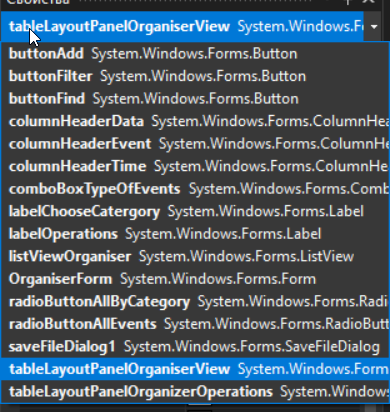 Свойства
tableLayoutPanelOrganiserView System.Windows.F
buttonAdd System.Windows.Forms.Button
buttonFilter System.Windows.Forms.Button
buttonFind System.Windows.Forms.Button
columnHeaderData System.Windows.Forms.ColumnHea
columnHeaderEvent System.Windows.Forms.ColumnHe
columnHeaderTime System.Windows.Forms.ColumnHe
comboBoxTypeOfEvents System.Windows.Forms.Comb
labelChooseCatergory System.Windows.Forms.Label
labelOperations System.Windows.Forms.Label
listViewOrganiser System.Windows.Forms.ListView
OrganiserForm System.Windows.Forms.Form
radioButtonAllByCategory System.Windows.Forms.Radi
radioButtonAllEvents System.Windows.Forms.RadioButt
saveFileDialog1 System.Windows.Forms.SaveFileDialog
tableLayoutPanelOrganiserView System.Windows.Form
tableLayoutPanelOrganizerOperations System.Windows